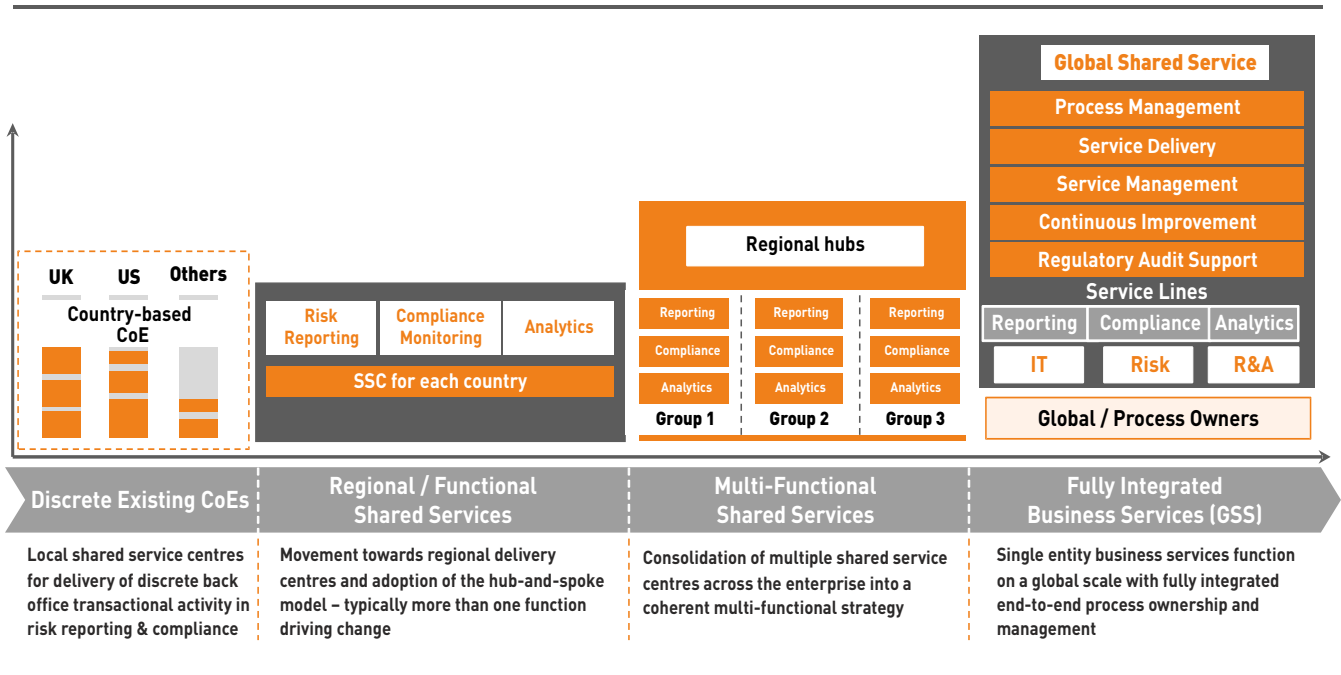 UK
US
Others
Country-based
CoE
Risk
Reporting
Compliance
Monitoring
Analytics
SSC for each country
Regional hubs
Reporting
Compliance
Analytics
Group 1
Reporting
Compliance
Analytics
Group 2
Reporting
Compliance
Analytics
Group 3
Global Shared Service
Process Management
Service Delivery
Service Management
Continuous Improvement
Regulatory Audit Support
Service Lines
Reporting
Compliance
Analytics
IT
Risk
R&A
Global / Process Owners
Discrete Existing CoEs
Regional / Functional
Shared Services
Multi-Functional
Shared Services
Fully Integrated
Business Services (GSS)
Local shared service centres
for delivery of discrete back
office transactional activity in
risk reporting & compliance
Movement towards regional delivery
centres and adoption of the hub-and-spoke
model – typically more than one function
driving change
Consolidation of multiple shared service
centres across the enterprise into a
coherent multi-functional strategy
Single entity business services function
on a global scale with fully integrated
end-to-end process ownership and
management